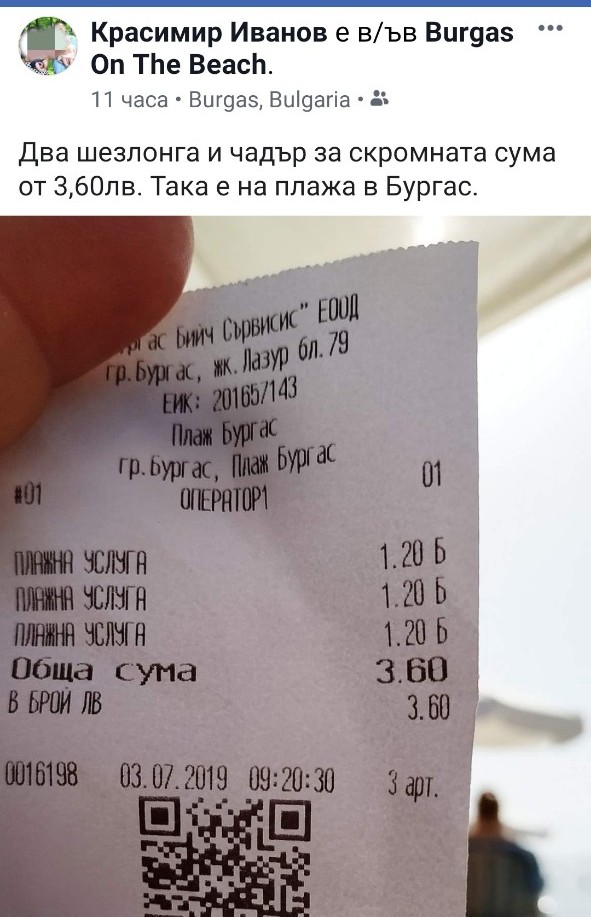 Красимир Иванов е в/ъв Burgas
On The Beach.
11 часа • Burgas, Bulgaria •
Два шезлонга и чадър за скромната сума
от 3,60лв. Така е на плажа в Бургас.
Бийч Сървисис" ЕООД
гр.Бургас, жк. Лазур бл.79
ЕИК: 201657143
Плаж Бургас
гр.Бургас, Плаж Бургас
#01 ОПЕРАТОР1 01
ПЛАЖНА УСЛУГА 1.20 Б
ПЛАЖНА УСЛУГА 1.20 Б
ПЛАЖНА УСЛУГА 1.20 Б
Обща сума 3.60
В БРОЙ ЛВ 3.60
0016198 03.07.2019 09:20:30 3 арт.